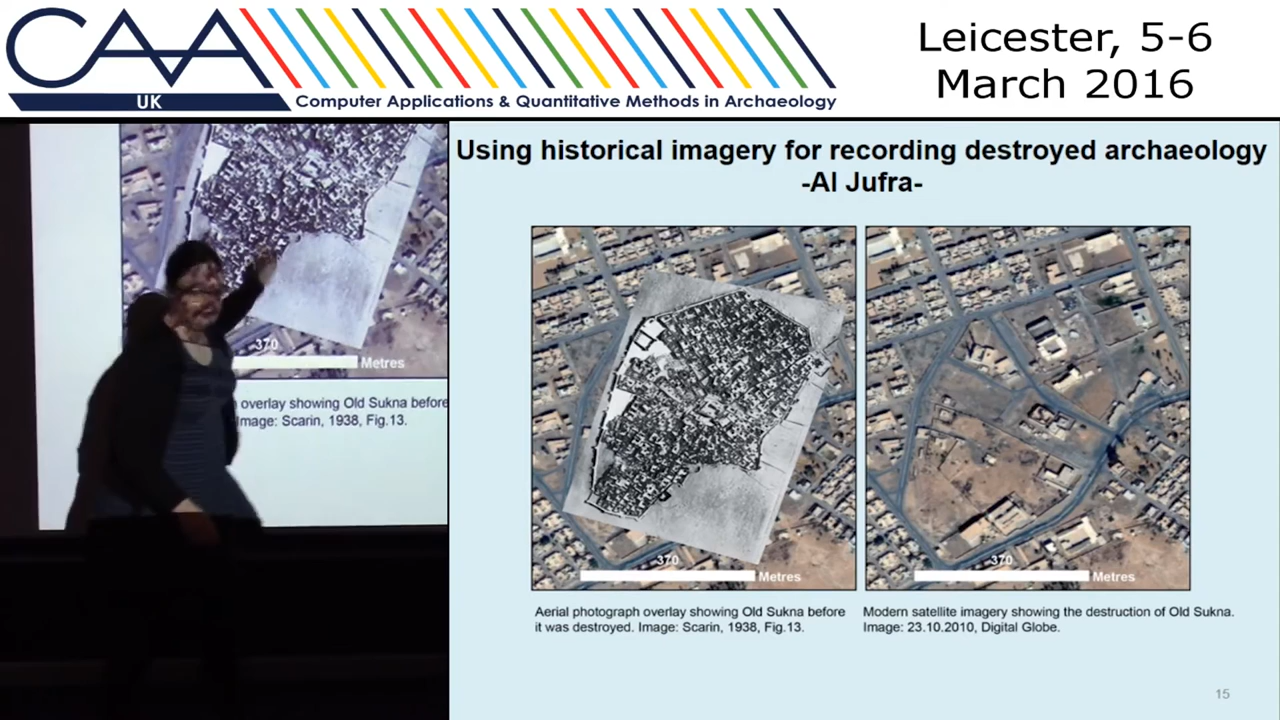 CAA
UK
Computer Applications & Quantitative Methods in Archaeology
Leicester, 5-6
March 2016
370
Metres
overlay showing Old Sukna before
Image: Scarin, 1938, Fig.13.
Using historical imagery for recording destroyed archaeology
-Al Jufra-
370
Metres
Aerial photograph overlay showing Old Sukna before
it was destroyed. Image: Scarin, 1938, Fig.13.
370
Metres
Modern satellite imagery showing the destruction of Old Sukna.
Image: 23.10.2010, Digital Globe.
15